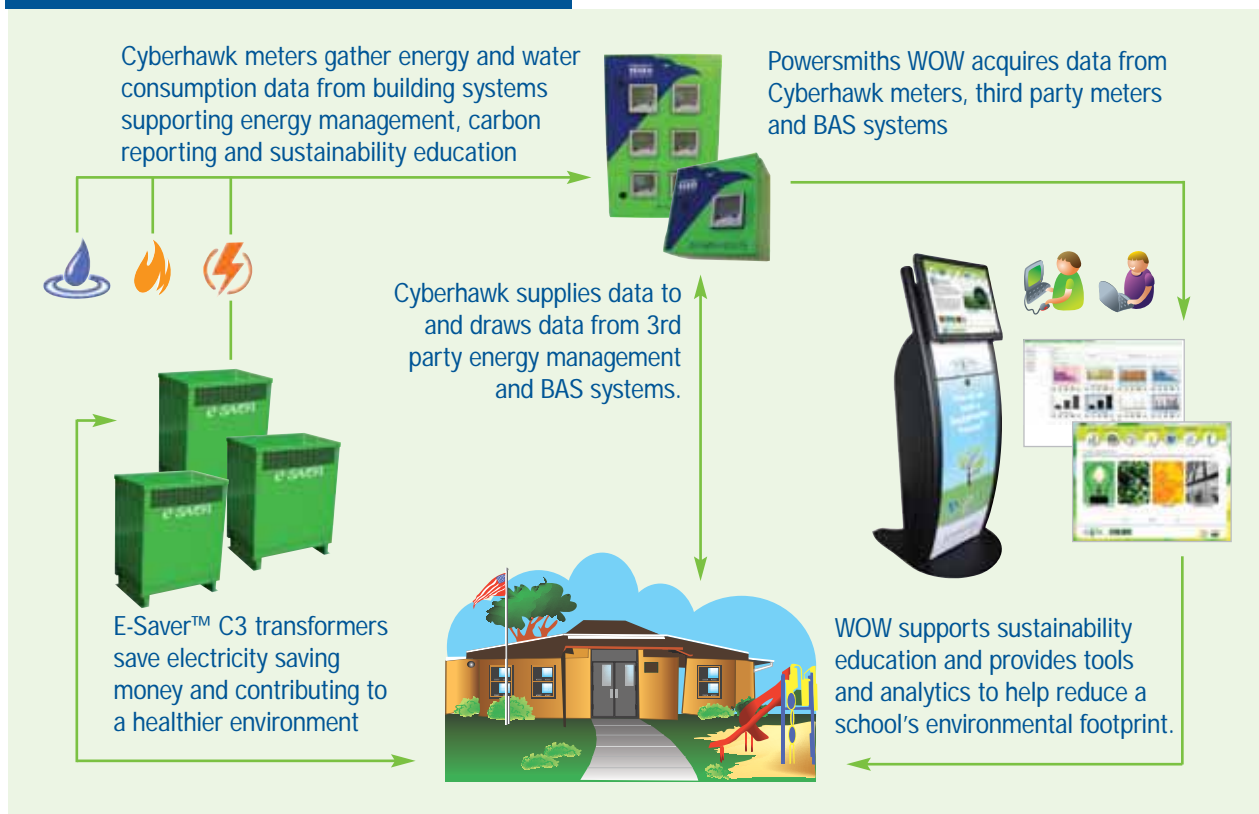 Cyberhawk meters gather energy and water
consumption data from building systems
supporting energy management, carbon
reporting and sustainability education
Powersmiths WOW acquires data from
Cyberhawk meters, third party meters
and BAS systems
Cyberhawk supplies data to
and draws data from 3rd
party energy management
and BAS systems.
e-saver
e-saver
e-saver
E-Saver™ C3 transformers
save electricity saving
money and contributing to
a healthier environment
WOW supports sustainability
education and provides tools
and analytics to help reduce a
school's environmental footprint.